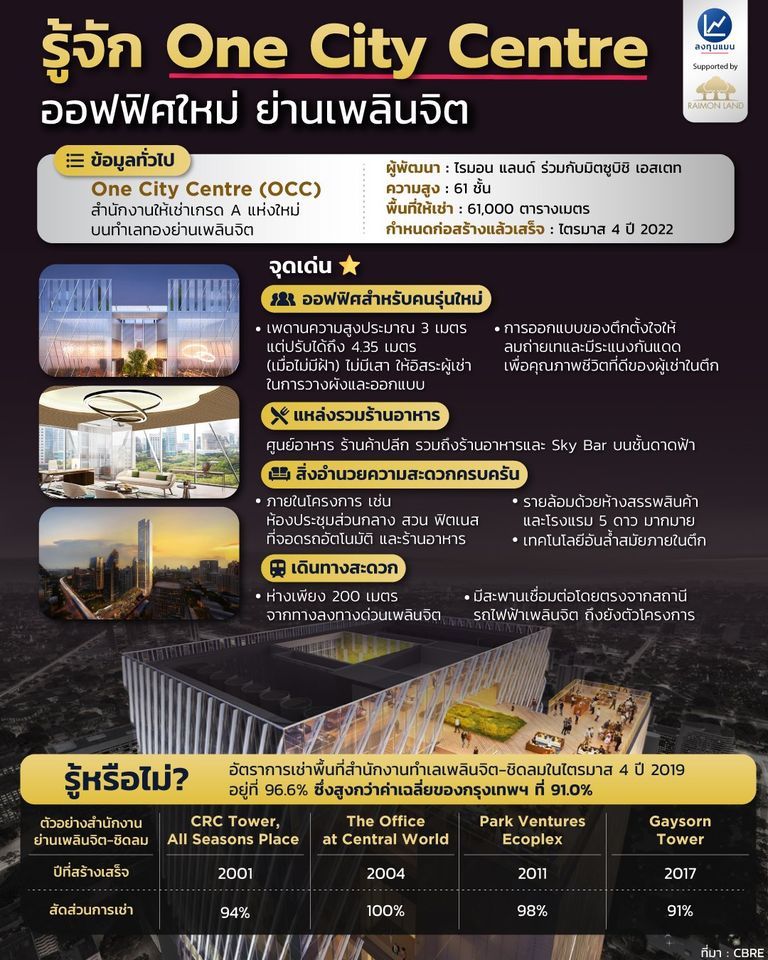 รู้จัก One City Centre
ออฟฟิศใหม่ ย่านเพลินจิต
ลงทุนแมน
Supported by
RAIMON LAND
ข้อมูลทั่วไป
One City Centre (OCC)
สำนักงานให้เช่าเกรด A แห่งใหม่
บนทำเลทองย่านเพลินจิต
ผู้พัฒนา : ไรมอน แลนด์ ร่วมกับมิตซูบิชิ เอสเตท
ความสูง : 61 ชั้น
พื้นที่ให้เช่า : 61,000 ตารางเมตร
กำหนดก่อสร้างแล้วเสร็จ : ไตรมาส 4 ปี 2022
จุดเด่น
ออฟฟิศสำหรับคนรุ่นใหม่
• เพดานความสูงประมาณ 3 เมตร
แต่ปรับได้ถึง 4.35 เมตร
(เมื่อไม่มีฝ้า) ไม่มีเสา ให้อิสระผู้เช่า
ในการวางผังและออกแบบ
• การออกแบบของตึกตั้งใจให้
ลมถ่ายเทและมีระแนงกันแดด
เพื่อคุณภาพชีวิตที่ดีของผู้เช่าในตึก
แหล่งรวมร้านอาหาร
ศูนย์อาหาร ร้านค้าปลีก รวมถึงร้านอาหารและ Sky Bar บนชั้นดาดฟ้า
สิ่งอำนวยความสะดวกครบครัน
• ภายในโครงการ เช่น
ห้องประชุมส่วนกลาง สวน ฟิตเนส
ที่จอดรถอัตโนมัติ และร้านอาหาร
• รายล้อมด้วยห้างสรรพสินค้า
และโรงแรม 5 ดาว มากมาย
• เทคโนโลยีอันล้ำสมัยภายในตึก
เดินทางสะดวก
• ห่างเพียง 200 เมตร
จากทางลงทางด่วนเพลินจิต
• มีสะพานเชื่อมต่อโดยตรงจากสถานี
รถไฟฟ้าเพลินจิต ถึงยังตัวโครงการ
รู้หรือไม่?
อัตราการเช่าพื้นที่สำนักงานทำเลเพลินจิต-ชิดลมในไตรมาส 4 ปี 2019
อยู่ที่ 96.6% ซึ่งสูงกว่าค่าเฉลี่ยของกรุงเทพฯ ที่ 91.0%
ตัวอย่างสำนักงาน
ย่านเพลินจิต-ชิดลม
CRC Tower,
All Seasons Place
The Office
at Central World
Park Ventures
Ecoplex
Gaysorn
Tower
ปีที่สร้างเสร็จ 2001 2004 2011 2017
สัดส่วนการเช่า 94% 100% 98% 91%
ที่มา : CBRE